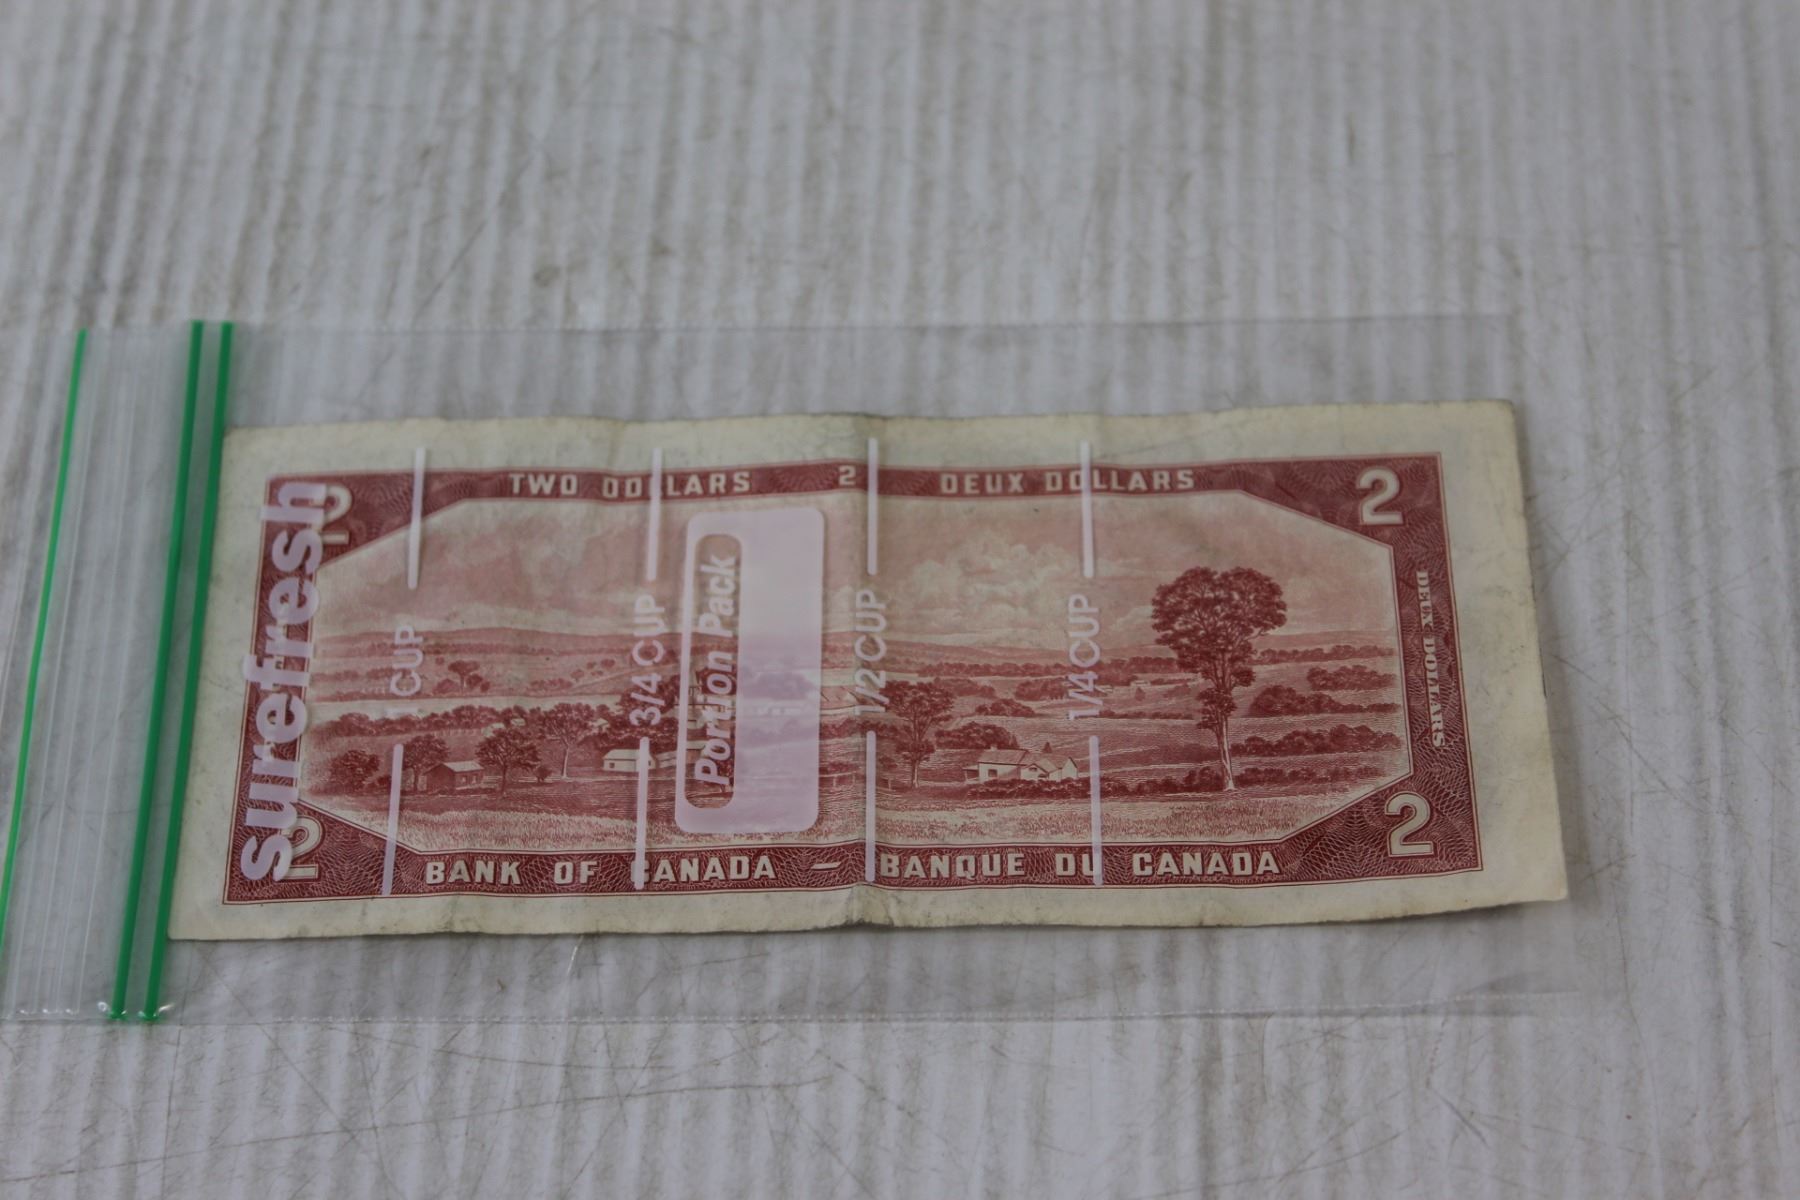 TWO DOLLARS 2 DEUX DOLLARS
2 2
surefresh
1 CUP
3/4 CUP
Portion Pack
1/2 CUP
1/4 CUP
DEUX DOLLARS
2 2
BANK OF CANADA — BANQUE DU CANADA